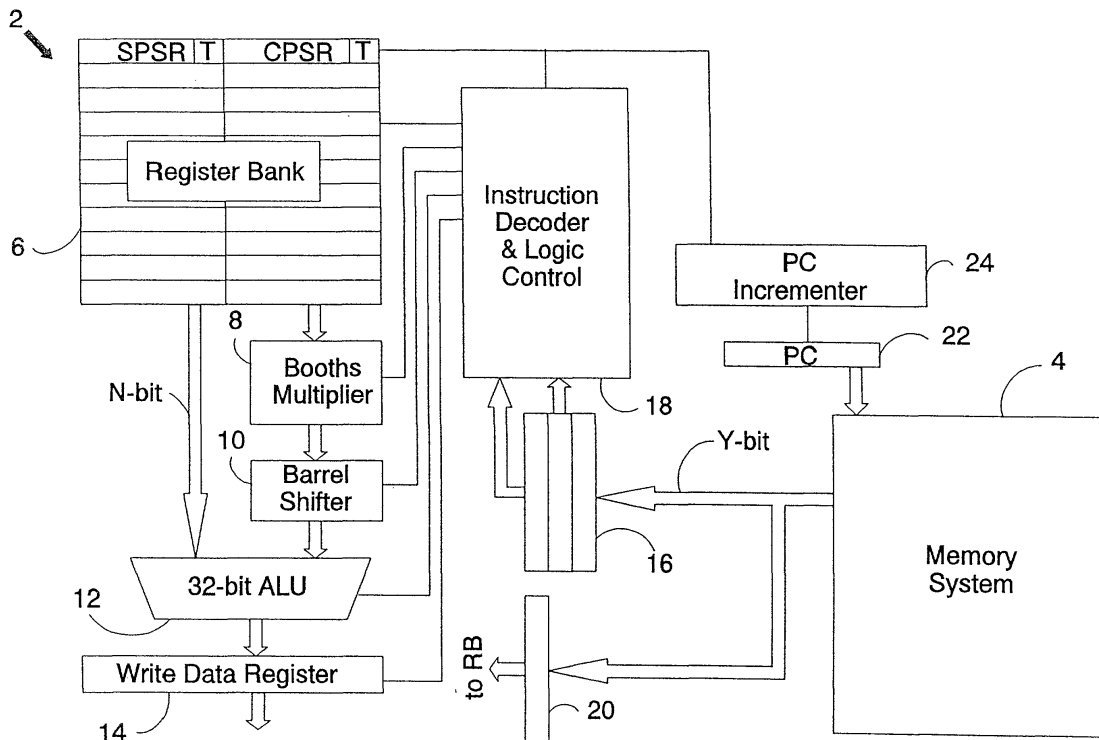 2
SPSR T CPSR T
Register Bank
6
Instruction
Decoder
& Logic
Control
PC
Incrementer
24
8
Booths
Multiplier
PC
22
4
N-bit
18
10
Barrel
Shifter
Y-bit
16
Memory
System
32-bit ALU
12
Write Data Register
to RB
14
20